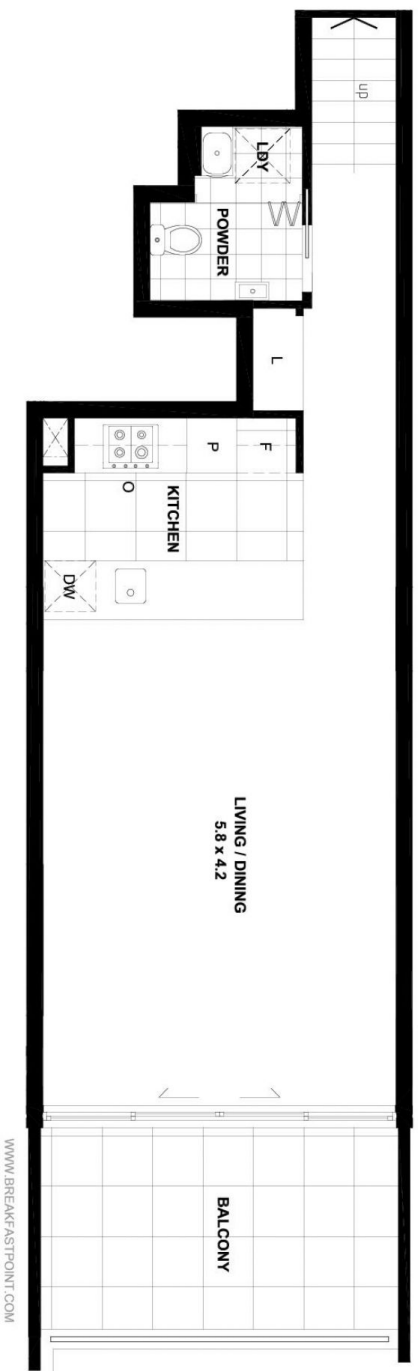 up
LDY
POWDER
L
F
P
O
KITCHEN
DW
LIVING / DINING
5.8 x 4.2
BALCONY
WWW.BREAKFASTPOINT.COM